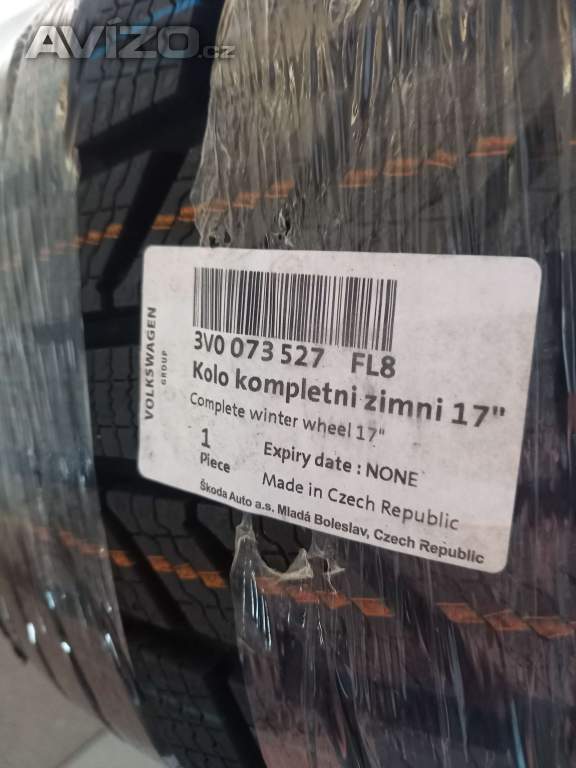 AVÍZO.cz
VOLKSWAGEN
GROUP
3V0 073 527 FL8
Kolo kompletni zimni 17"
Complete winter wheel 17"
1
Piece
Expiry date : NONE
Made in Czech Republic
Škoda Auto a.s. Mladá Boleslav, Czech Republic